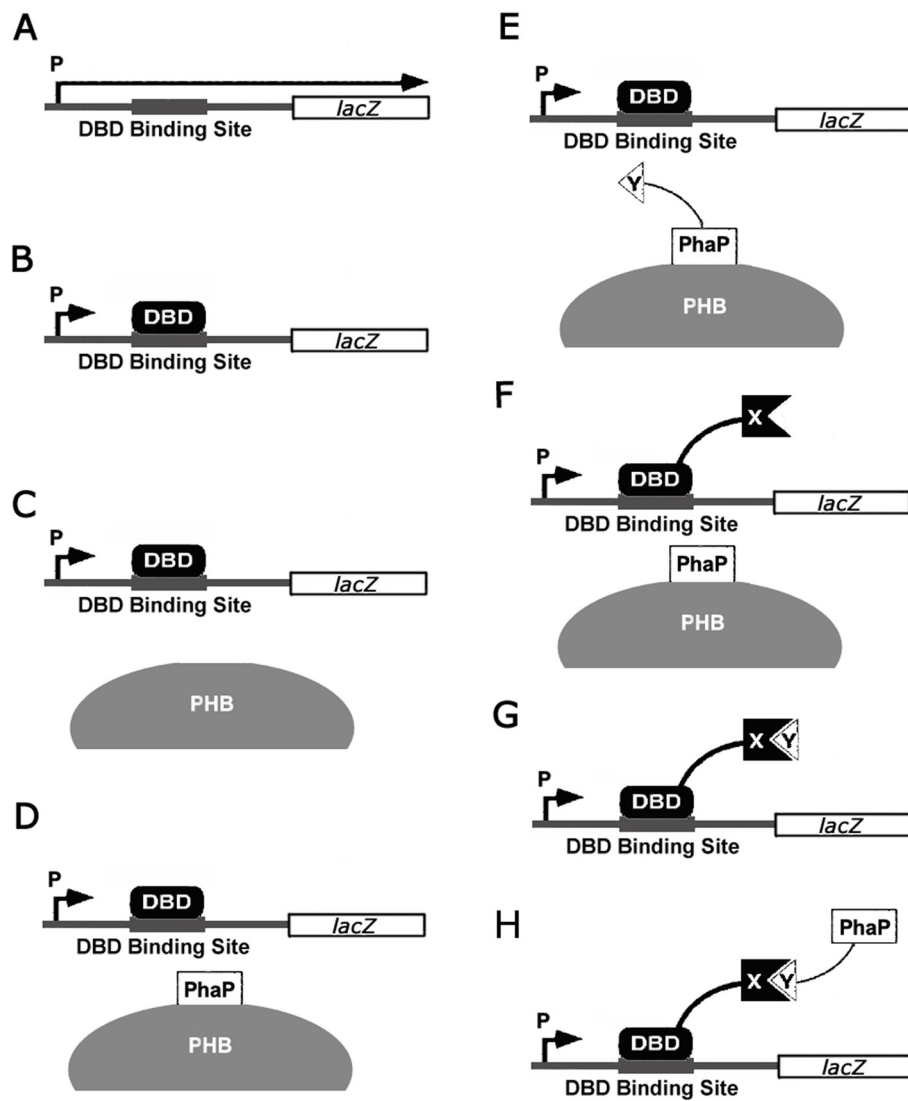 A
P
lacZ
DBD Binding Site
B
P
DBD
lacZ
DBD Binding Site
C
P
DBD
lacZ
DBD Binding Site
PHB
D
P
DBD
lacZ
DBD Binding Site
PhaP
PHB
E
P
DBD
lacZ
DBD Binding Site
Y
PhaP
PHB
F
X
P
DBD
lacZ
DBD Binding Site
PhaP
PHB
G
X Y
P
DBD
lacZ
DBD Binding Site
H
PhaP
X Y
P
DBD
lacZ
DBD Binding Site